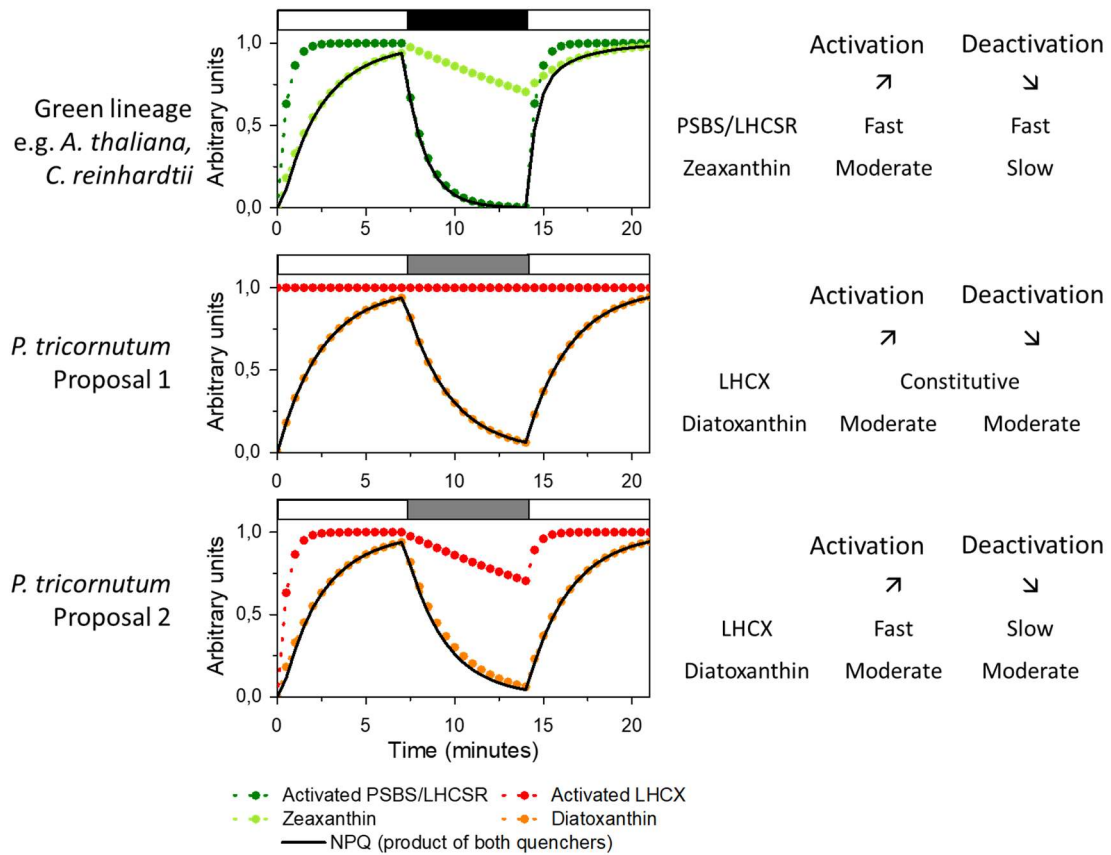 Green lineage
e.g. A. thaliana,
C. reinhardtii
Arbitrary units
1,0
0,5
0,0
0 5 10 15 20
Activation Deactivation
↗ ↘
PSBS/LHCSR Fast Fast
Zeaxanthin Moderate Slow
P. tricornutum
Proposal 1
Arbitrary units
1,0
0,5
0,0
0 5 10 15 20
Activation Deactivation
↗ ↘
LHCX Constitutive
Diatoxanthin Moderate Moderate
P. tricornutum
Proposal 2
Arbitrary units
1,0
0,5
0,0
0 5 10 15 20
Time (minutes)
Activation Deactivation
↗ ↘
LHCX Fast Slow
Diatoxanthin Moderate Moderate
Activated PSBS/LHCSR Activated LHCX
Zeaxanthin Diatoxanthin
NPQ (product of both quenchers)